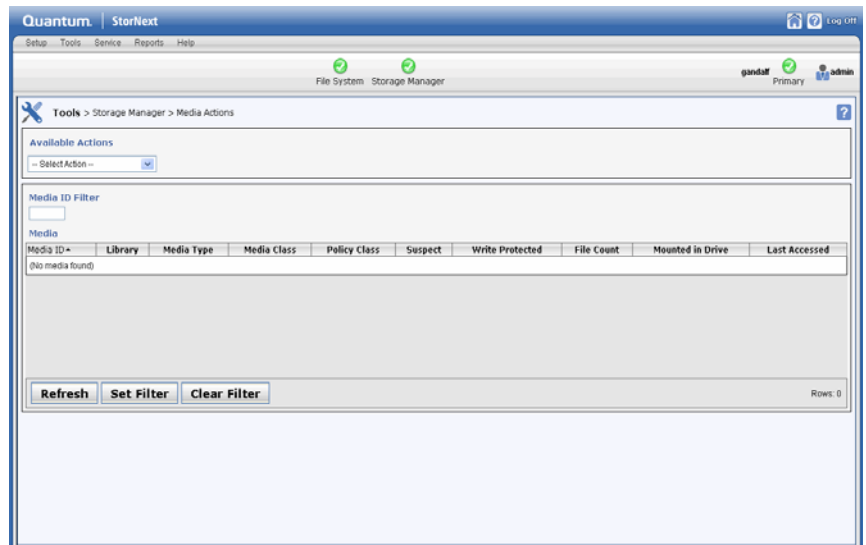 Quantum. StorNext Log Off
Setup Tools Service Reports Help
File System Storage Manager gandalf Primary admin
Tools > Storage Manager > Media Actions
Available Actions
-- Select Action --
Media ID Filter
Media
Media ID Library Media Type Media Class Policy Class Suspect Write Protected File Count Mounted in Drive Last Accessed
(No media found)
Refresh Set Filter Clear Filter Rows: 0